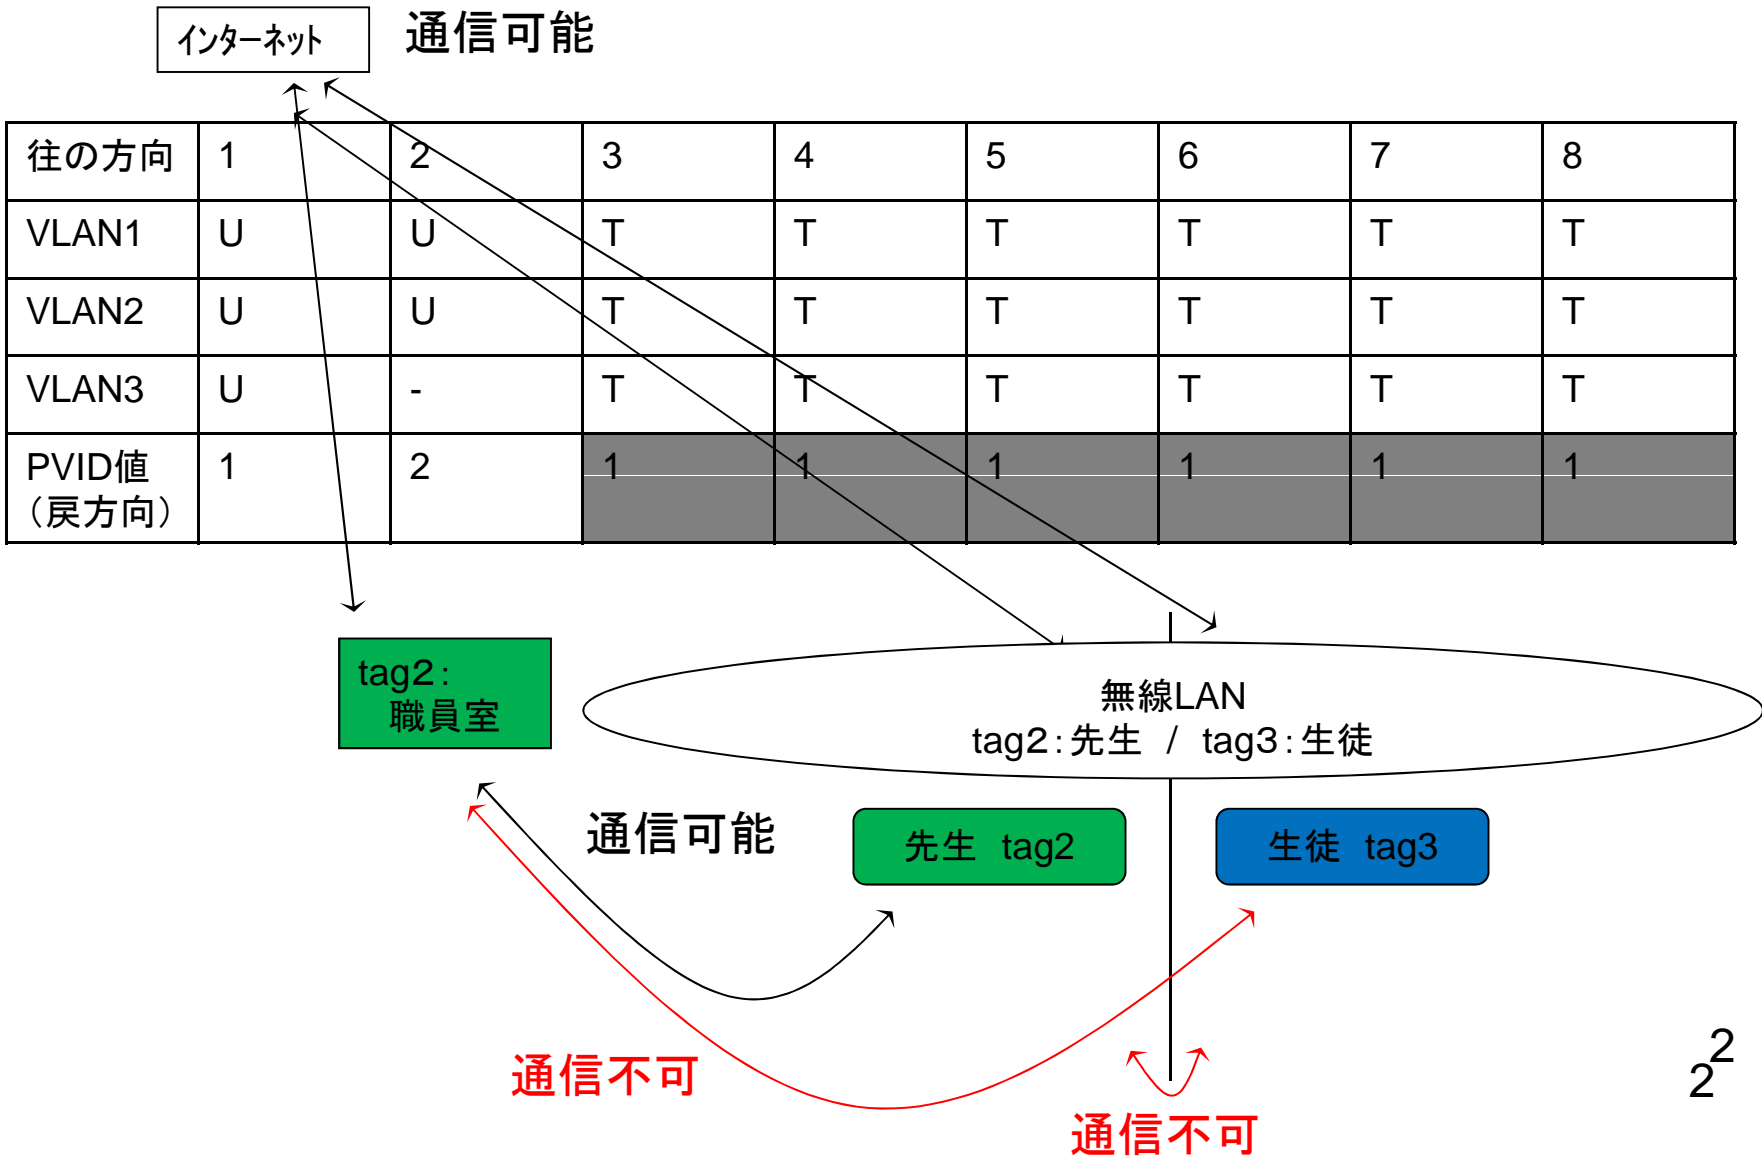 インターネット
通信可能
往の方向 1 2 3 4 5 6 7 8
VLAN1 U U T T T T T T
VLAN2 U U T T T T T T
VLAN3 U - T T T T T T
PVID値 1 2 1 1 1 1 1 1
（戻方向）
tag2：
職員室
無線LAN
tag2：先生 / tag3：生徒
通信可能
先生 tag2
生徒 tag3
通信不可
通信不可
2
2